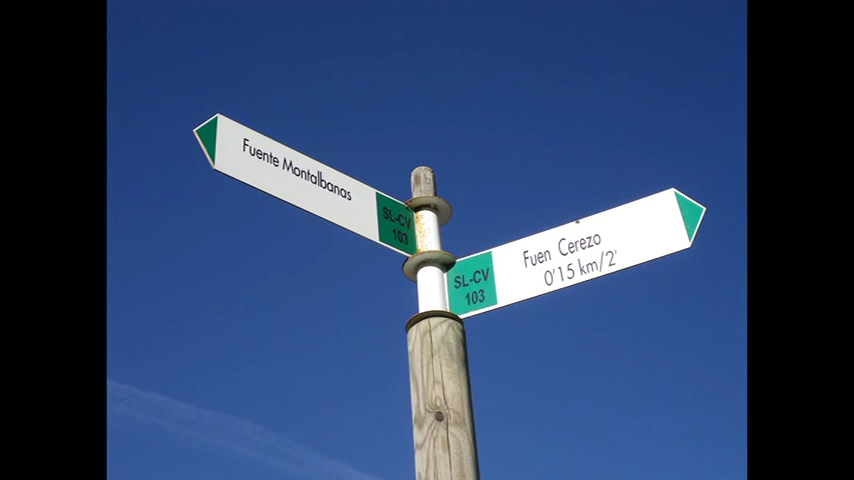 Fuente Montalbanas
SL-CV
103
SL-CV
103
Fuen Cerezo
0'15 km/2'